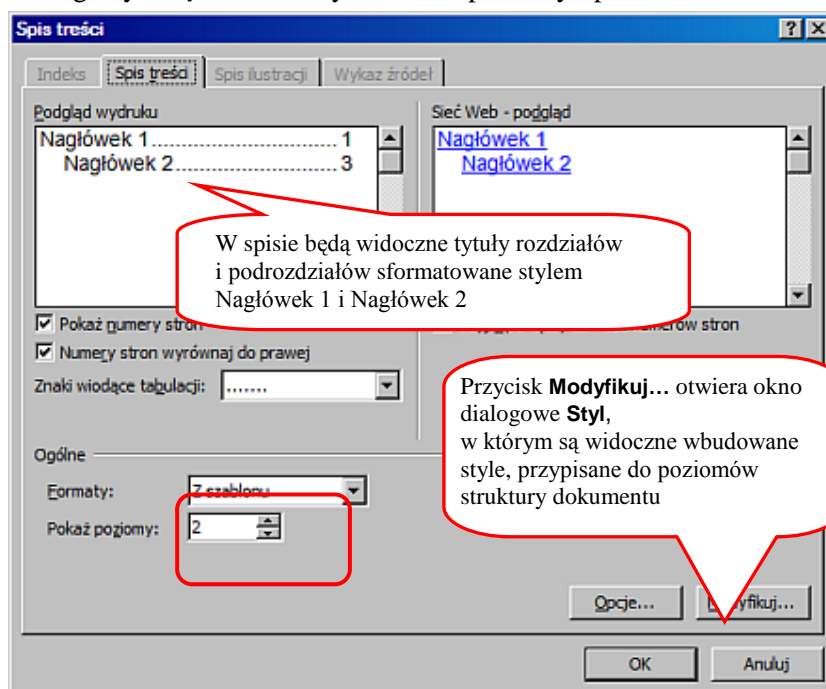 Spis treści
Indeks Spis treści Spis ilustracji Wykaz źródeł
Podgląd wydruku
Nagłówek 1.............................. 1
Nagłówek 2........................... 3
Sieć Web - podgląd
Nagłówek 1
Nagłówek 2
W spisie będą widoczne tytuły rozdziałów
i podrozdziałów sformatowane stylem
Nagłówek 1 i Nagłówek 2
Pokaż numery stron
numerów stron
Numery stron wyrównaj do prawej
Znaki wiodące tabulacji: .......
Przycisk Modyfikuj… otwiera okno
dialogowe Styl,
w którym są widoczne wbudowane
style, przypisane do poziomów
struktury dokumentu
Ogólne
Formaty: Z szablonu
Pokaż poziomy: 2
Opcje... yfikuj...
OK Anuluj